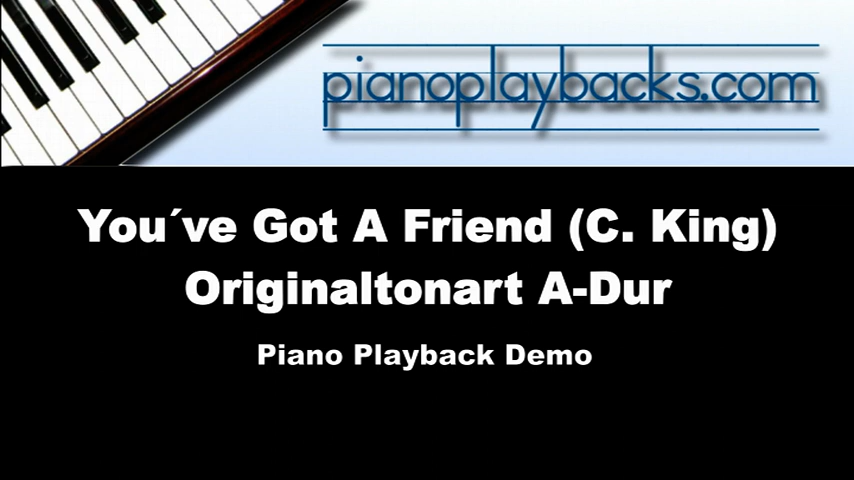 pianoplaybacks.com
You´ve Got A Friend (C. King)
Originaltonart A-Dur
Piano Playback Demo